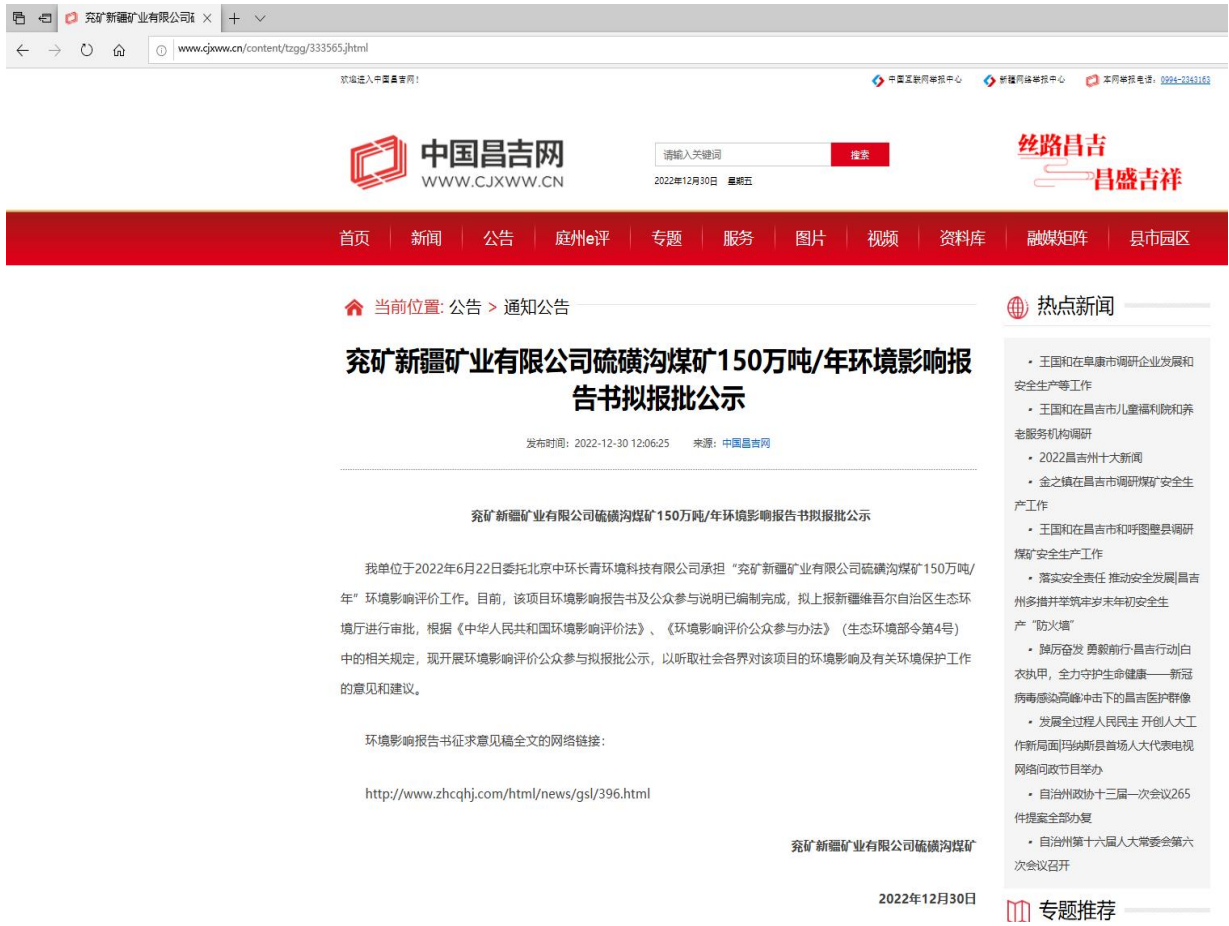 兖矿新疆矿业有限公司硫
www.cjxww.cn/content/tzgg/333565.jhtml
欢迎进入中国昌吉网!
中国互联网举报中心
新疆网络举报中心
本网举报电话:0994-2343163
中国昌吉网
WWW.CJXWW.CN
请输入关键词
搜索
2022年12月30日 星期五
丝路昌吉
昌盛吉祥
首页 新闻 公告 庭州e评 专题 服务 图片 视频 资料库 融媒矩阵 县市园区
当前位置: 公告 > 通知公告
兖矿新疆矿业有限公司硫磺沟煤矿150万吨/年环境影响报
告书拟报批公示
发布时间:2022-12-30 12:06:25 来源:中国昌吉网
兖矿新疆矿业有限公司硫磺沟煤矿150万吨/年环境影响报告书拟报批公示
我单位于2022年6月22日委托北京中环长青环境科技有限公司承担“兖矿新疆矿业有限公司硫磺沟煤矿150万吨/
年”环境影响评价工作。目前,该项目环境影响报告书及公众参与说明已编制完成,拟上报新疆维吾尔自治区生态环
境厅进行审批,根据《中华人民共和国环境影响评价法》、《环境影响评价公众参与办法》(生态环境部令第4号)
中的相关规定,现开展环境影响评价公众参与拟报批公示,以听取社会各界对该项目的环境影响及有关环境保护工作
的意见和建议。
环境影响报告书征求意见稿全文的网络链接:
http://www.zhcqhj.com/html/news/gsl/396.html
兖矿新疆矿业有限公司硫磺沟煤矿
2022年12月30日
热点新闻
• 王国和在阜康市调研企业发展和
安全生产等工作
• 王国和在昌吉市儿童福利院和养
老服务机构调研
• 2022昌吉州十大新闻
• 金之镇在昌吉市调研煤矿安全生
产工作
• 王国和在昌吉市和呼图壁县调研
煤矿安全生产工作
• 落实安全责任 推动安全发展|昌吉
州多措并举筑牢岁末年初安全生
产“防火墙”
• 踔厉奋发 勇毅前行·昌吉行动|白
衣执甲,全力守护生命健康——新冠
病毒感染高峰冲击下的昌吉医护群像
• 发展全过程人民民主 开创人大工
作新局面|玛纳斯县首场人大代表电视
网络问政节目举办
• 自治州政协十三届一次会议265
件提案全部办复
• 自治州第十六届人大常委会第六
次会议召开
专题推荐